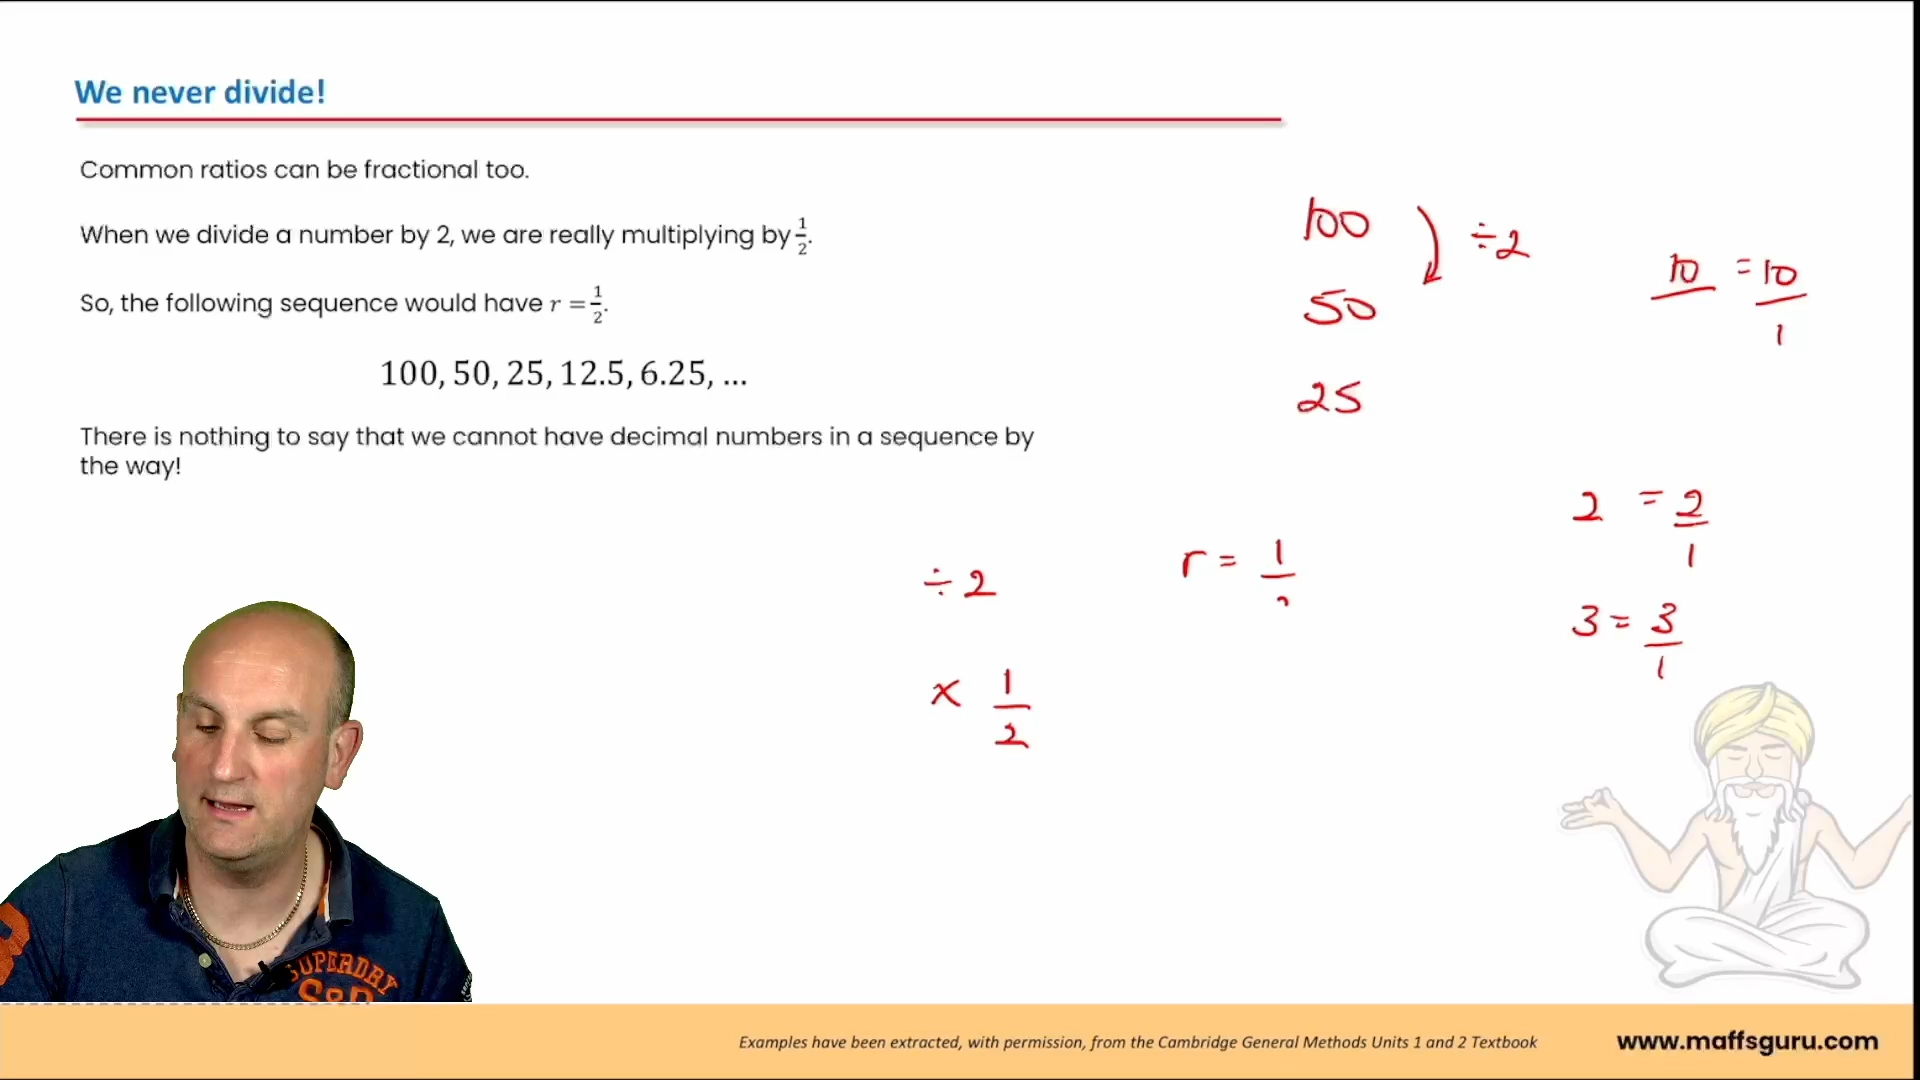 We never divide!
Common ratios can be fractional too.
When we divide a number by 2, we are really multiplying by 1/2.
So, the following sequence would have r = 1/2.
100, 50, 25, 12.5, 6.25, ...
There is nothing to say that we cannot have decimal numbers in a sequence by
the way!
100
÷2
50
25
10 = 10/1
2 = 2/1
3 = 3/1
÷2
× 1/2
r = 1/
SUPERDRY
Examples have been extracted, with permission, from the Cambridge General Methods Units 1 and 2 Textbook
www.maffsguru.com